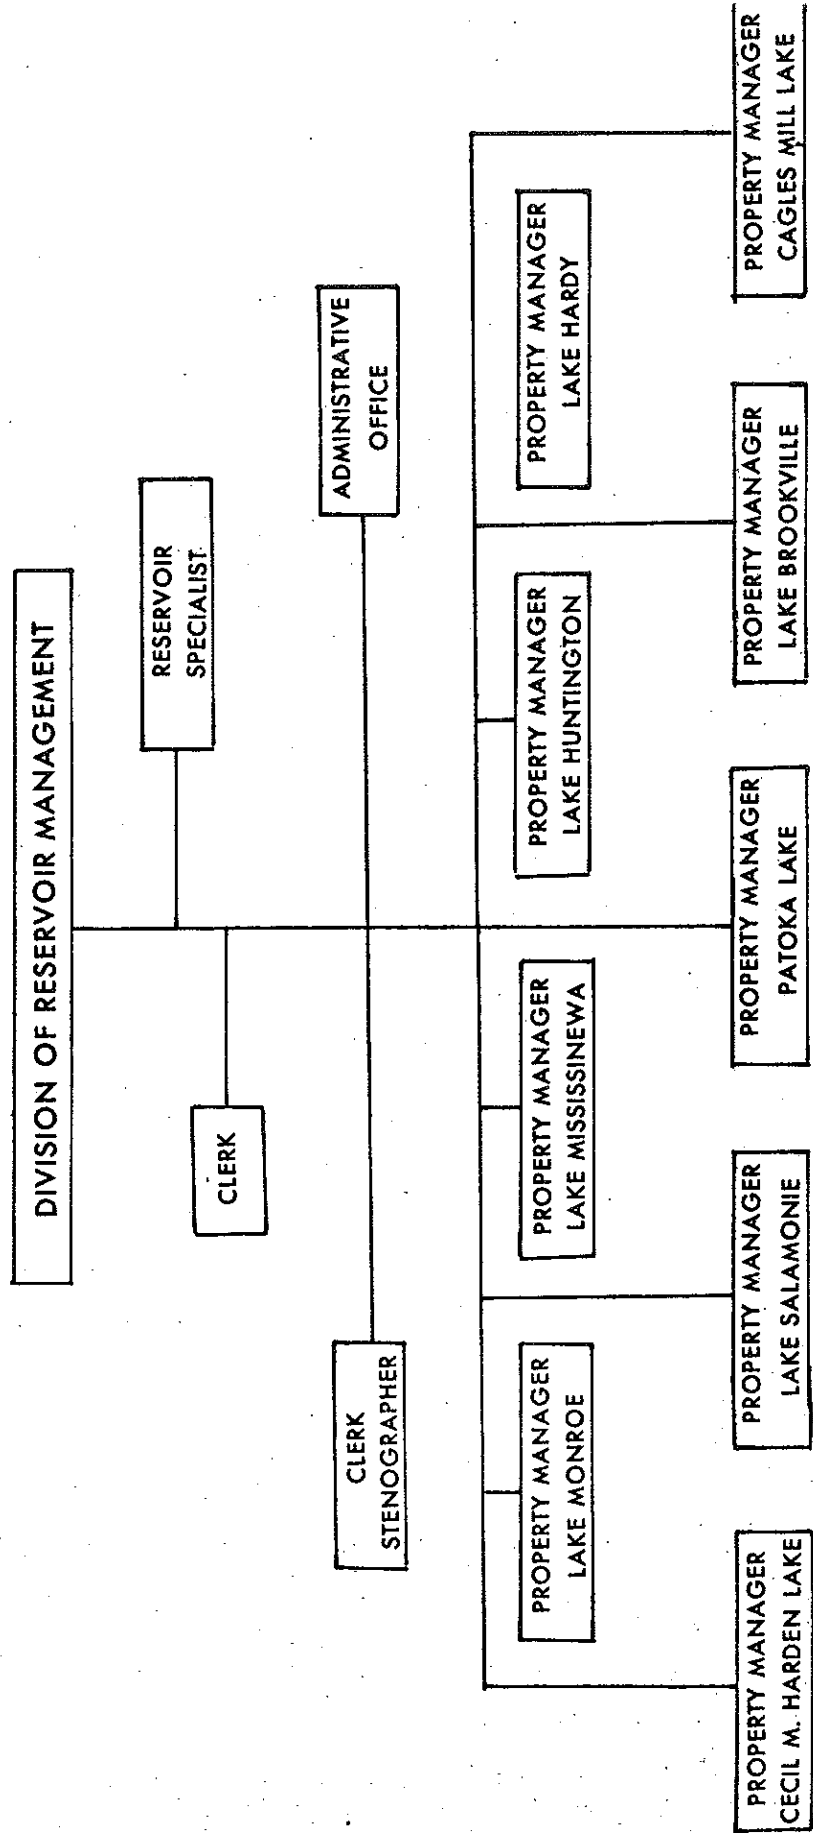 DIVISION OF RESERVOIR MANAGEMENT
RESERVOIR
SPECIALIST
CLERK
CLERK
STENOGRAPHER
ADMINISTRATIVE
OFFICE
PROPERTY MANAGER
LAKE MONROE
PROPERTY MANAGER
LAKE MISSISSINEWA
PROPERTY MANAGER
LAKE HUNTINGTON
PROPERTY MANAGER
LAKE HARDY
PROPERTY MANAGER
CECIL M. HARDEN LAKE
PROPERTY MANAGER
LAKE SALAMONIE
PROPERTY MANAGER
PATOKA LAKE
PROPERTY MANAGER
LAKE BROOKVILLE
PROPERTY MANAGER
CAGLES MILL LAKE